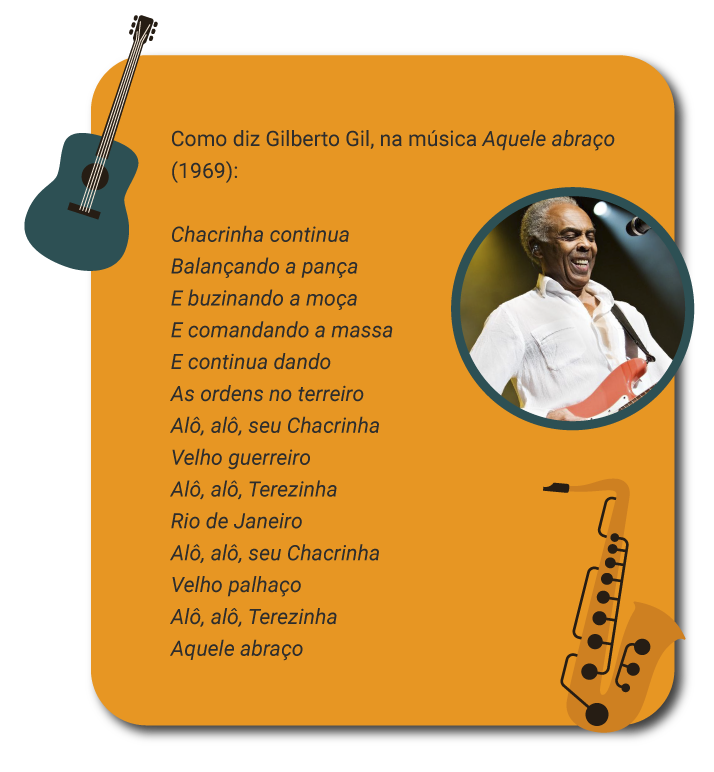 Como diz Gilberto Gil, na música Aquele abraço
(1969):
Chacrinha continua
Balançando a pança
E buzinando a moça
E comandando a massa
E continua dando
As ordens no terreiro
Alô, alô, seu Chacrinha
Velho guerreiro
Alô, alô, Terezinha
Rio de Janeiro
Alô, alô, seu Chacrinha
Velho palhaço
Alô, alô, Terezinha
Aquele abraço